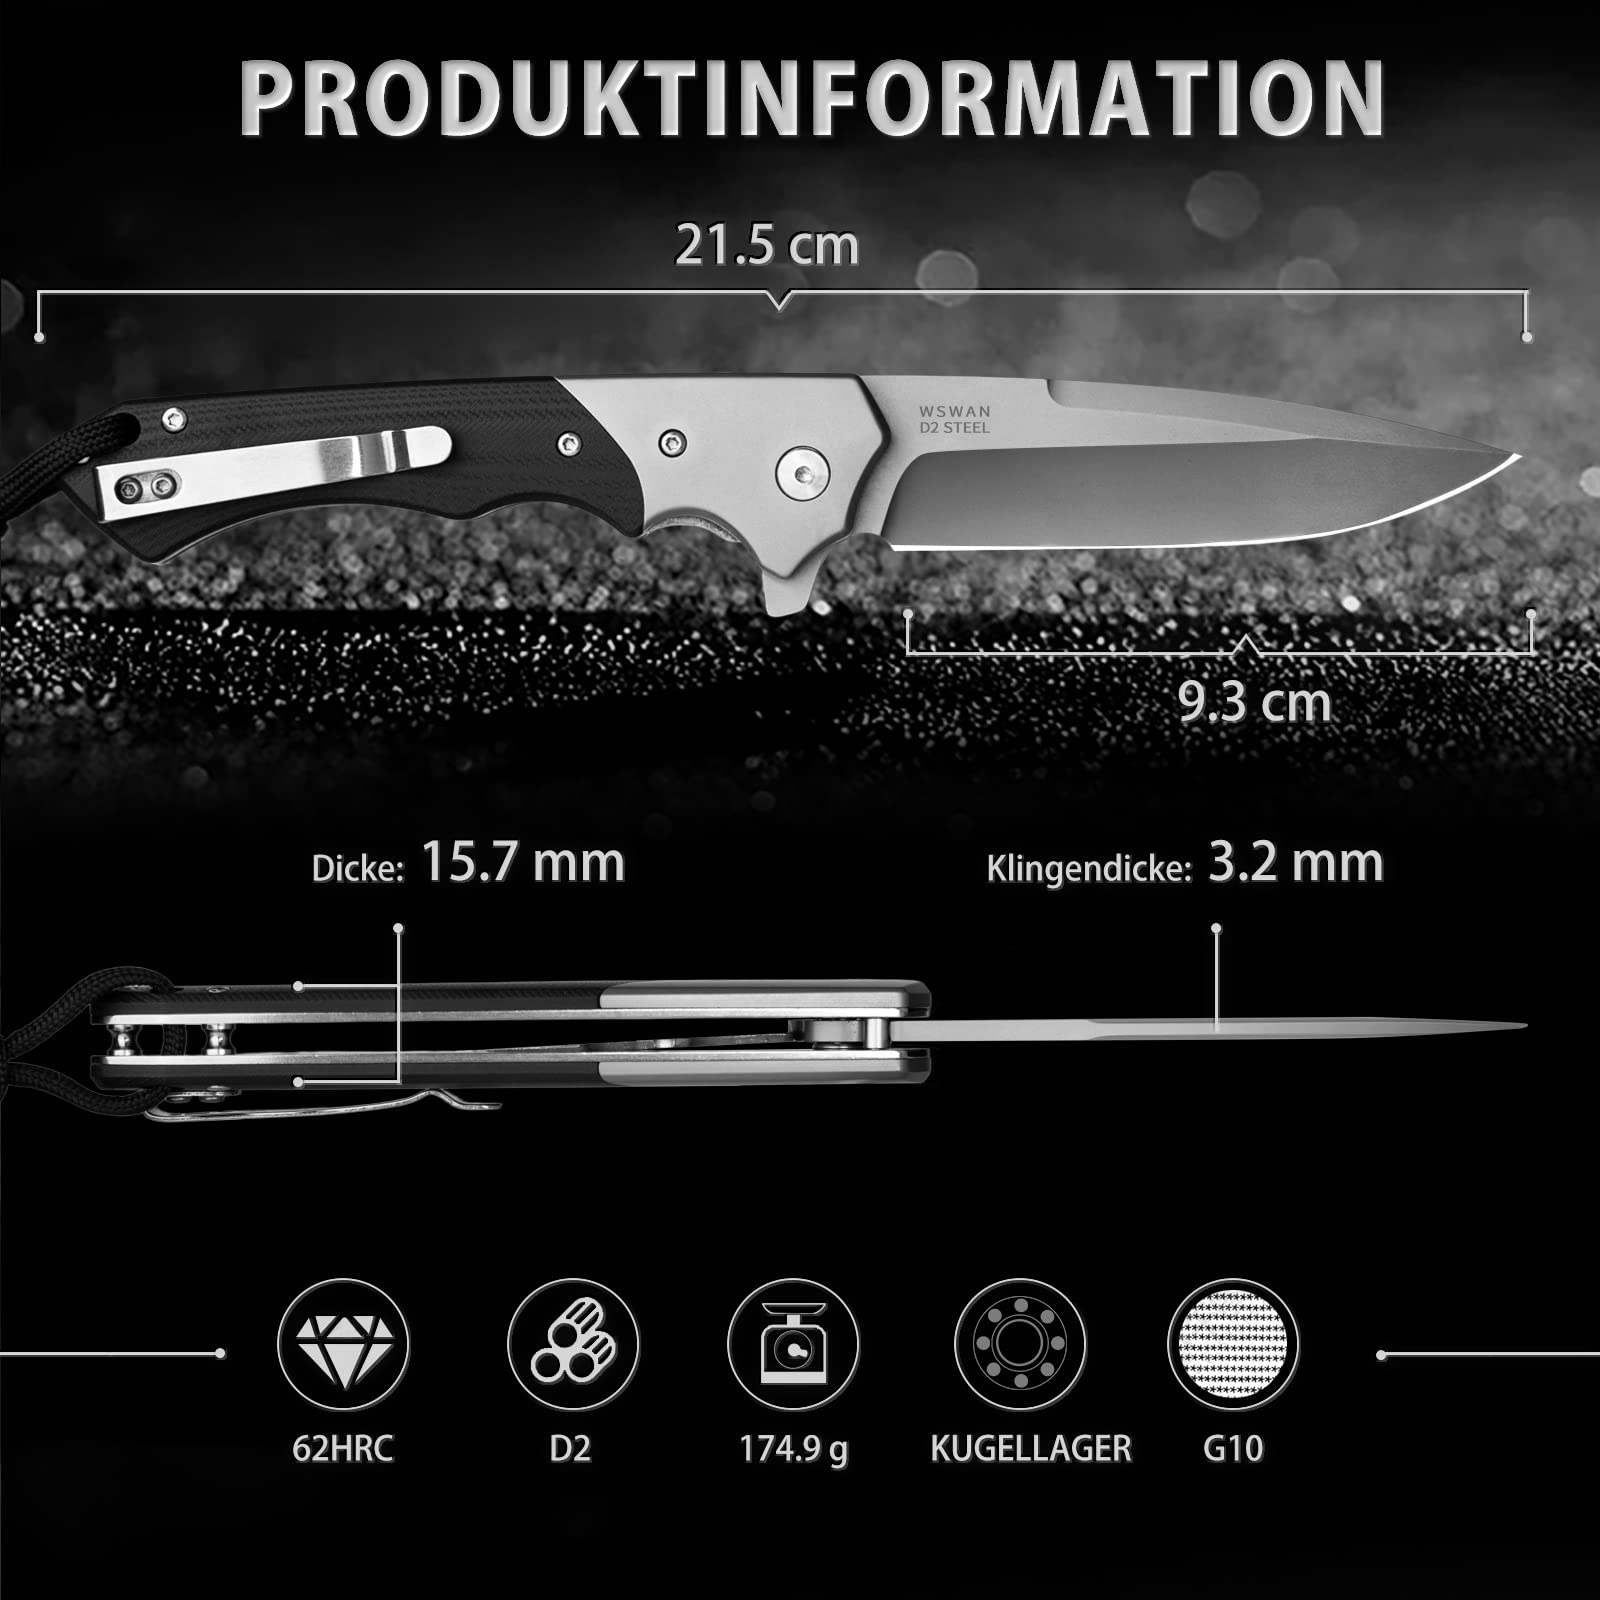 PRODUKTINFORMATION
21.5 cm
WSWAN
D2 STEEL
9.3 cm
Dicke: 15.7 mm
Klingendicke: 3.2 mm
62HRC
D2
174.9 g
KUGELLAGER
G10